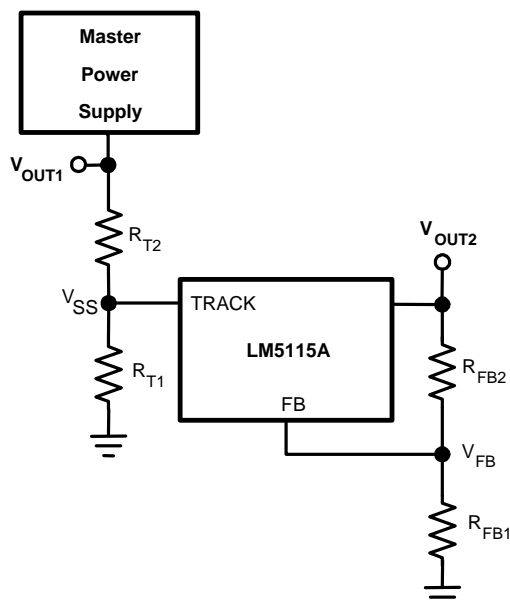 Master
Power
Supply
VOUT1
RT2
VOUT2
VSS
TRACK
LM5115A
RFB2
RT1
FB
VFB
RFB1